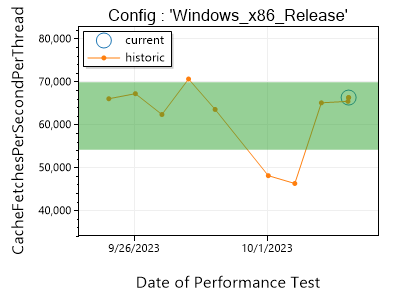 Config : 'Windows_x86_Release'
CacheFetchesPerSecondPerThread
current
historic
80,000
70,000
60,000
50,000
40,000
9/26/2023
10/1/2023
Date of Performance Test